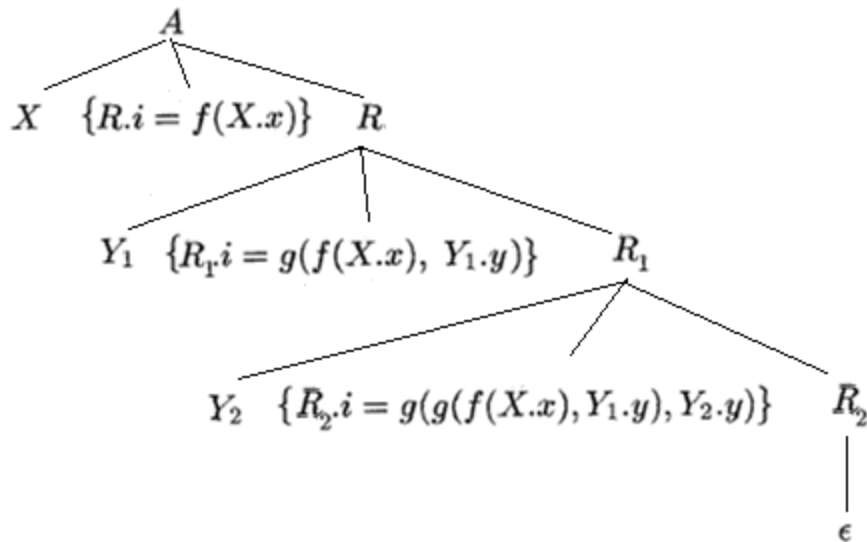 A
X {R.i = f(X.x)} R
Y₁ {R₁.i = g(f(X.x), Y₁.y)} R₁
Y₂ {R₂.i = g(g(f(X.x), Y₁.y), Y₂.y)} R₂
ϵ